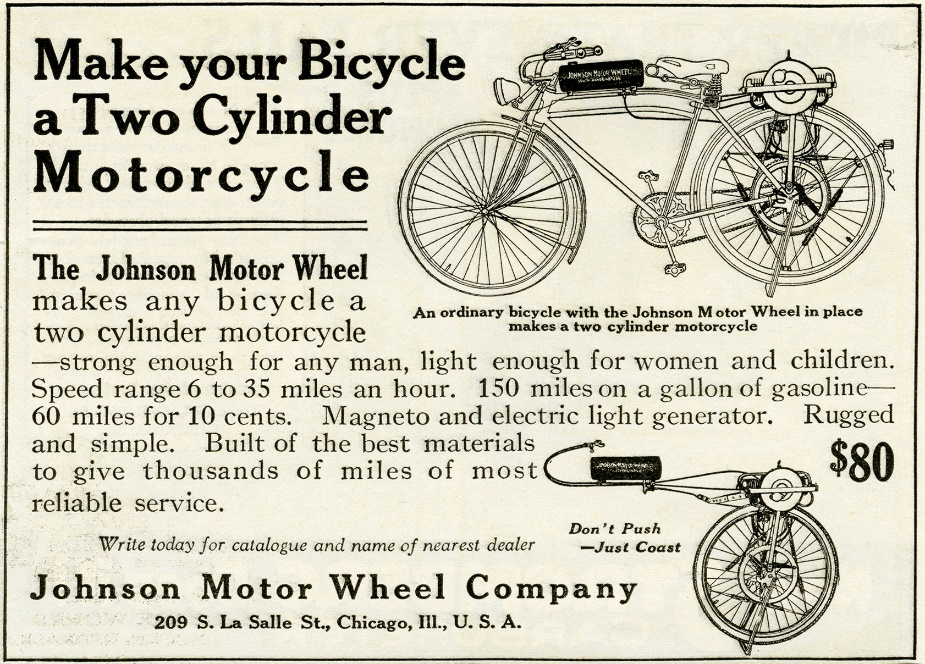 Make your Bicycle
a Two Cylinder
Motorcycle
JOHNSON MOTOR WHEEL
An ordinary bicycle with the Johnson Motor Wheel in place
makes a two cylinder motorcycle
The Johnson Motor Wheel
makes any bicycle a
two cylinder motorcycle
—strong enough for any man, light enough for women and children.
Speed range 6 to 35 miles an hour. 150 miles on a gallon of gasoline—
60 miles for 10 cents. Magneto and electric light generator. Rugged
and simple. Built of the best materials
to give thousands of miles of most
reliable service.
$80
Don't Push
—Just Coast
Write today for catalogue and name of nearest dealer
Johnson Motor Wheel Company
209 S. La Salle St., Chicago, Ill., U. S. A.